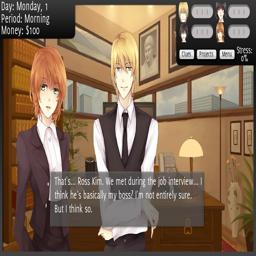 Day: Monday, 1
Period: Morning
Money: $100
Clues
Projects
Menu
Stress:
0%
That's... Ross Kim. We met during the job interview... I
think he's basically my boss? I'm not entirely sure.
But I think so.